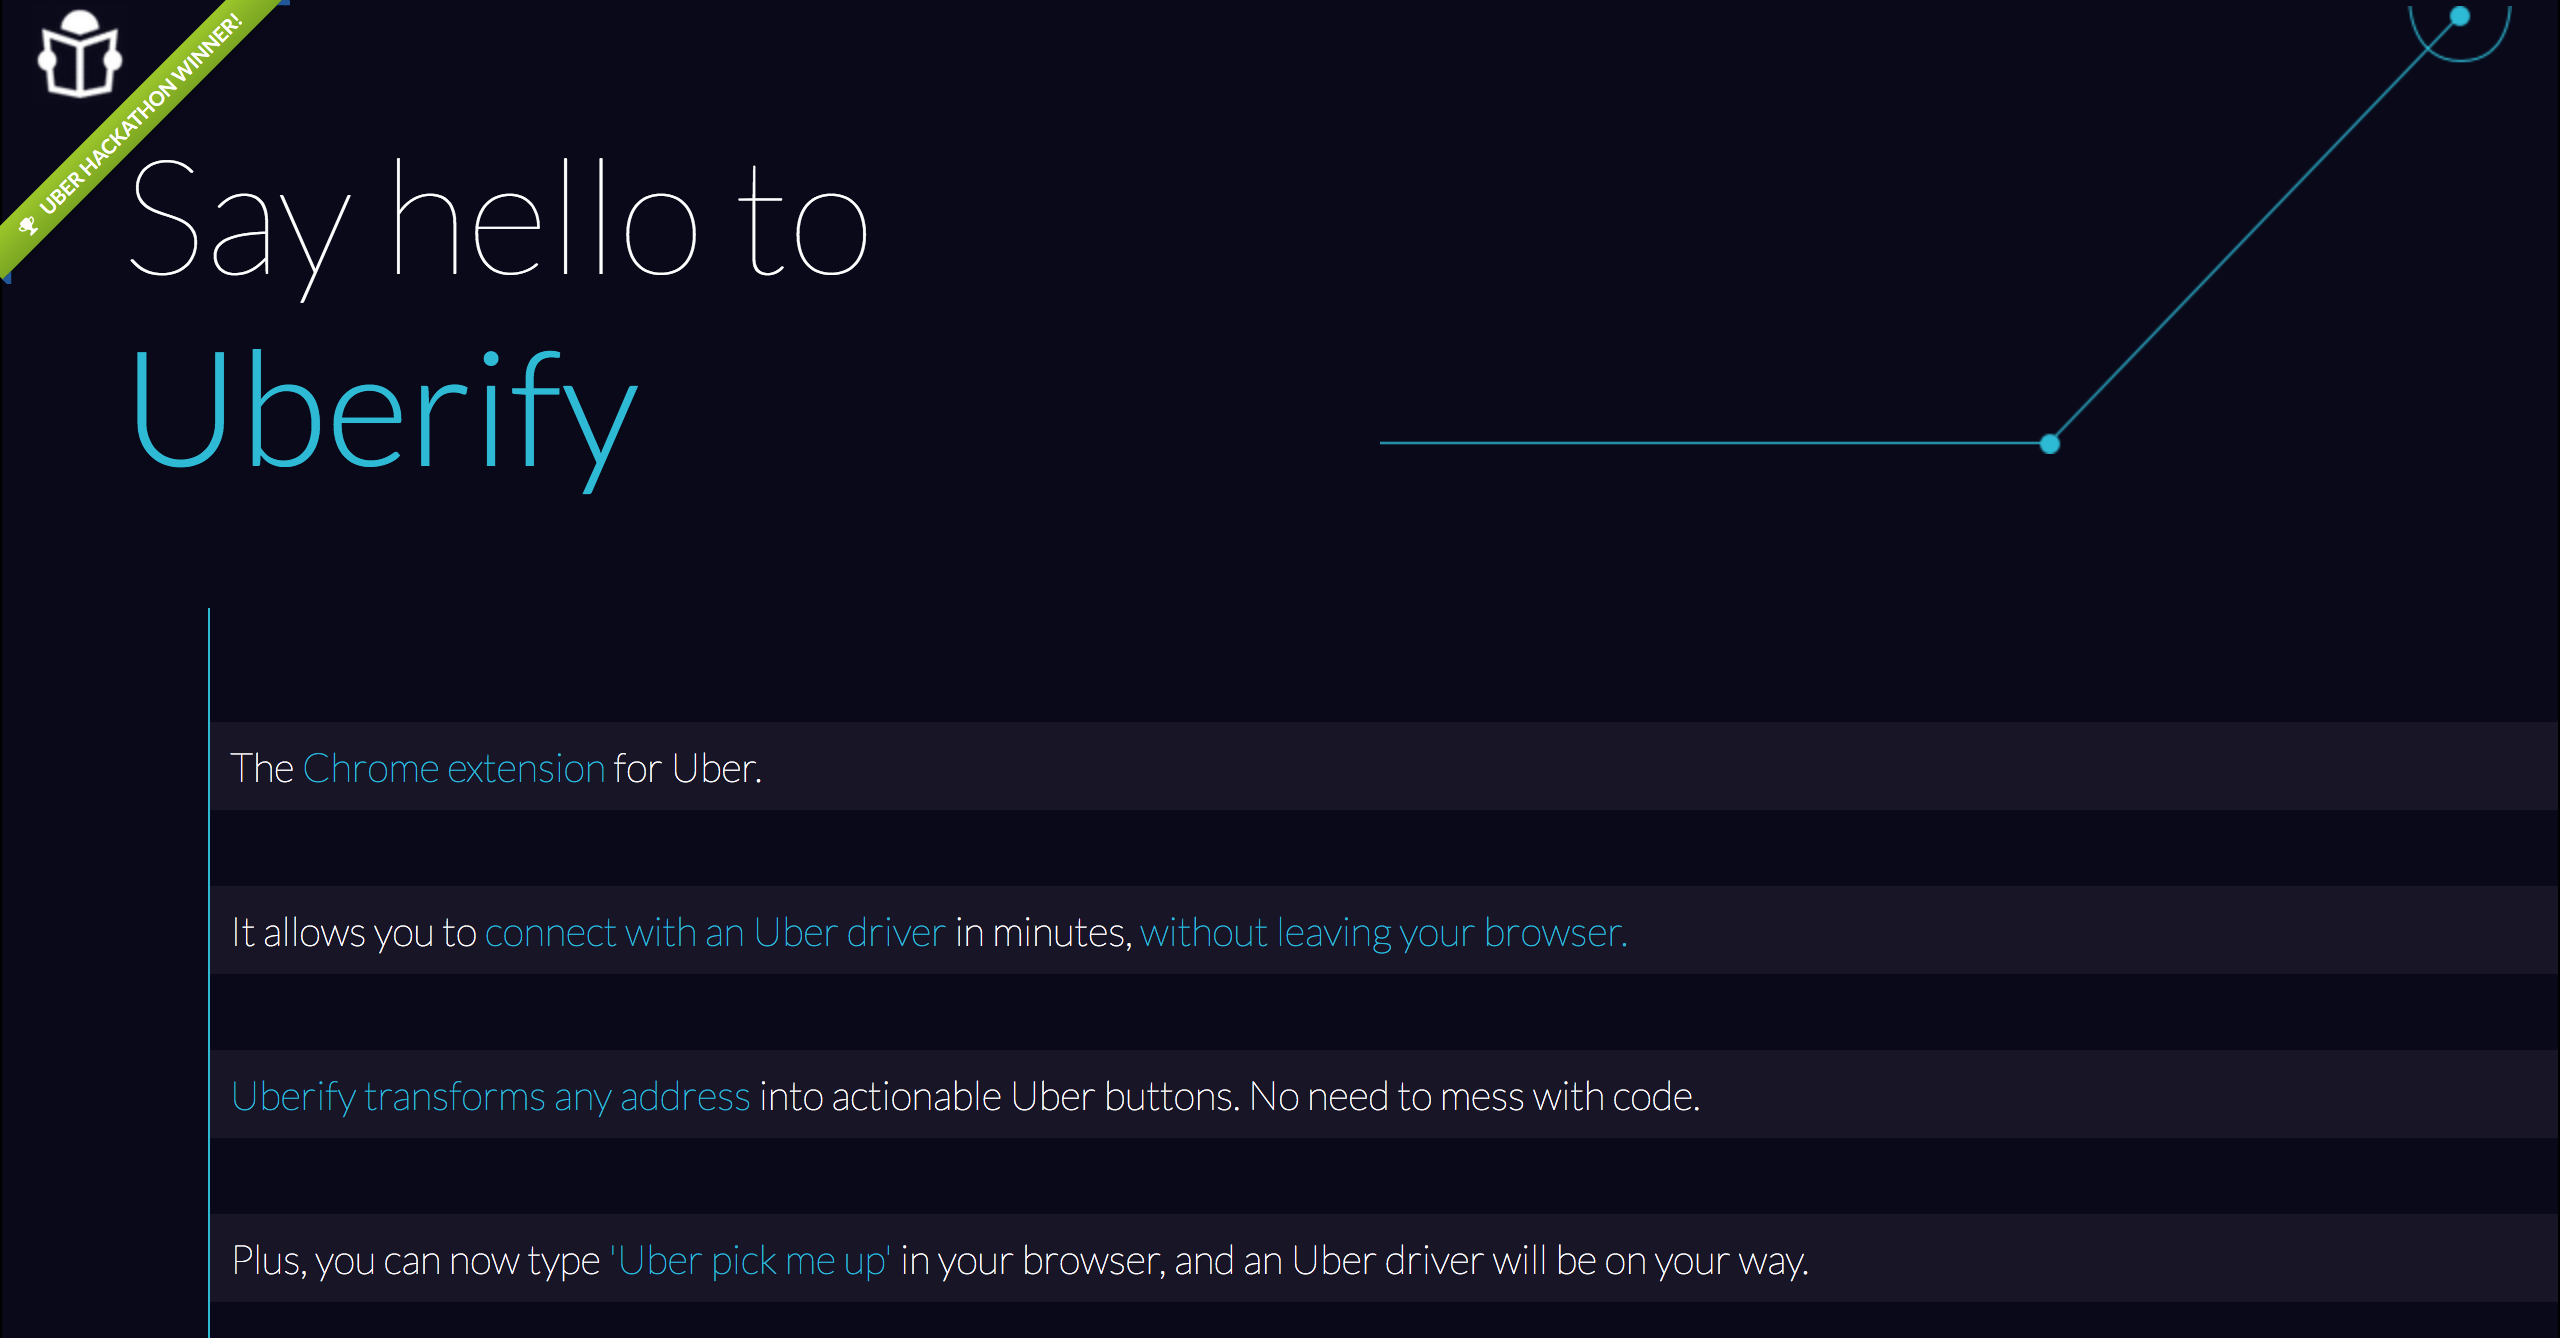 UBER HACKATHON WINNER!
Say hello to
Uberify
The Chrome extension for Uber.
It allows you to connect with an Uber driver in minutes, without leaving your browser.
Uberify transforms any address into actionable Uber buttons. No need to mess with code.
Plus, you can now type 'Uber pick me up' in your browser, and an Uber driver will be on your way.